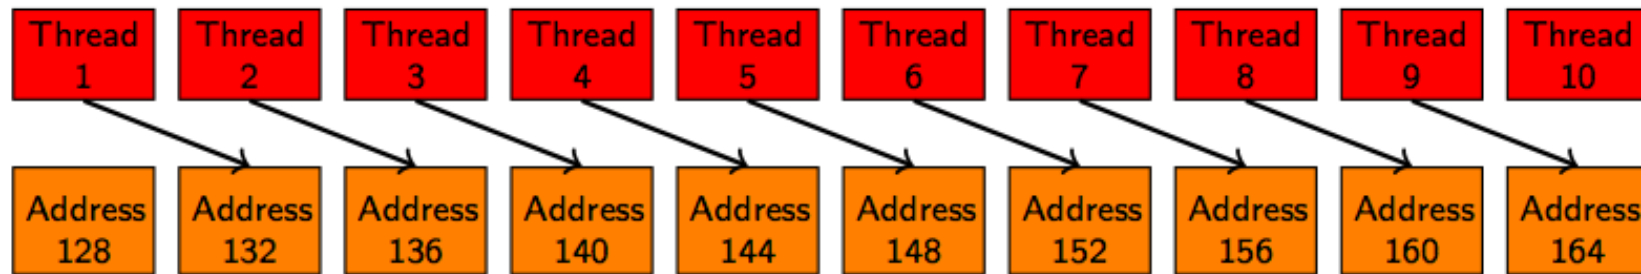 Thread Thread Thread Thread Thread Thread Thread Thread Thread Thread
1 2 3 4 5 6 7 8 9 10
Address Address Address Address Address Address Address Address Address Address
128 132 136 140 144 148 152 156 160 164